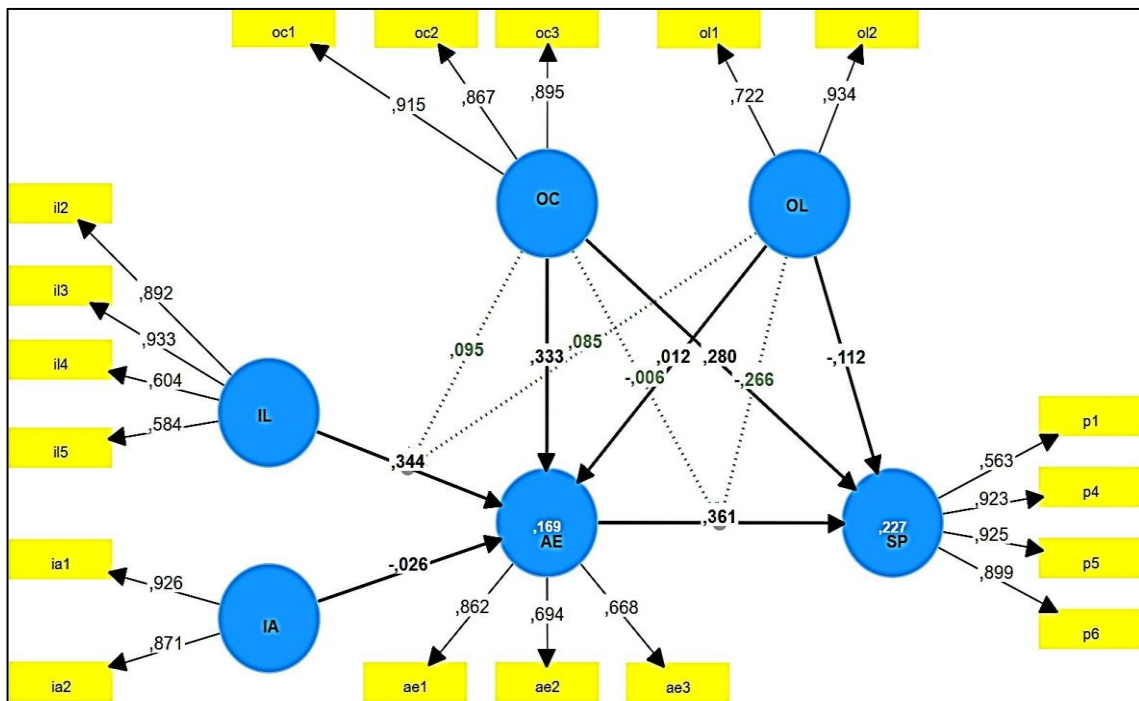 oc1
oc2
oc3
ol1
ol2
,915
,867
,895
,722
,934
OC
OL
il2
il3
il4
il5
,892
,933
,604
,584
IL
,095
,333
,085
,012
,280
-,006
-,266
-,112
,344
,169
AE
,361
,227
SP
p1
p4
p5
p6
,563
,923
,925
,899
ia1
ia2
,926
,871
IA
-,026
,862
,694
,668
ae1
ae2
ae3